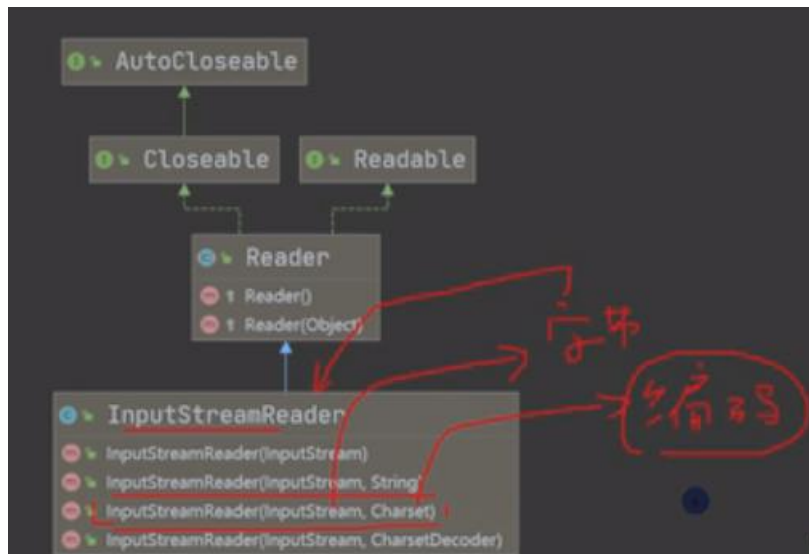 AutoCloseable
Closeable
Readable
Reader
Reader()
Reader(Object)
字节
InputStreamReader
编码
InputStreamReader(InputStream)
InputStreamReader(InputStream, String)
InputStreamReader(InputStream, Charset)
InputStreamReader(InputStream, CharsetDecoder)